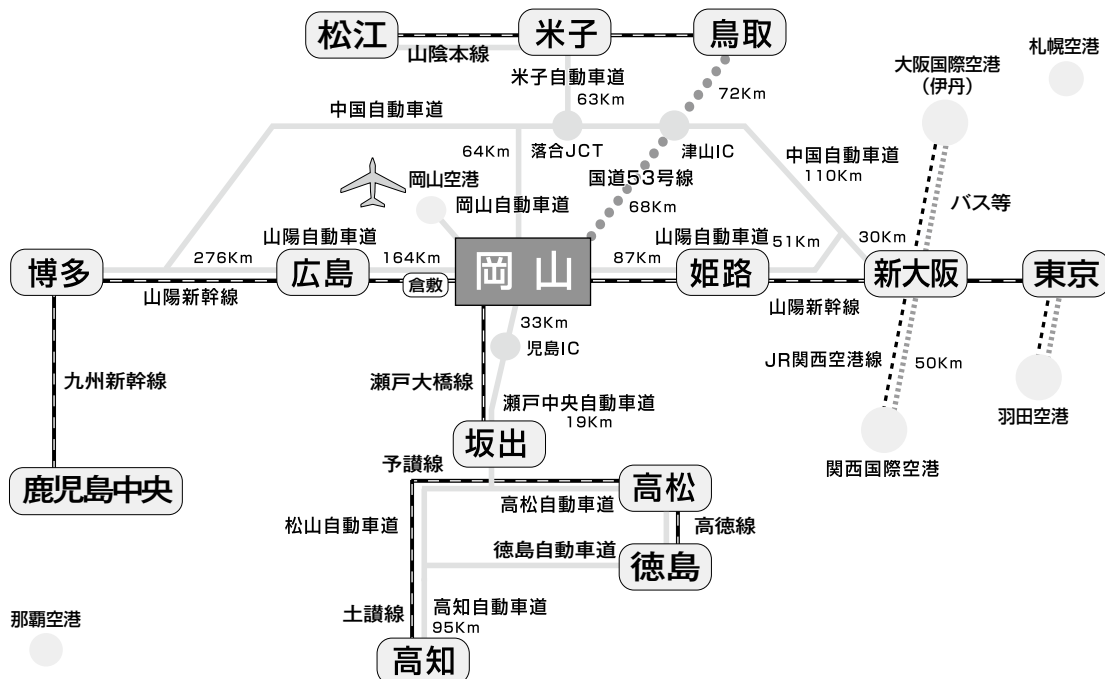 松江
米子
鳥取
札幌空港
山陰本線
大阪国際空港
(伊丹)
米子自動車道
63Km
72Km
中国自動車道
64Km
落合JCT
津山IC
中国自動車道
110Km
岡山空港
国道53号線
岡山自動車道
68Km
バス等
山陽自動車道
山陽自動車道
51Km
30Km
博多
276Km
広島
164Km
倉敷
岡山
87Km
姫路
新大阪
東京
山陽新幹線
山陽新幹線
33Km
児島IC
JR関西空港線
50Km
九州新幹線
瀬戸大橋線
瀬戸中央自動車道
19Km
羽田空港
坂出
関西国際空港
予讃線
鹿児島中央
高松
高松自動車道
松山自動車道
高徳線
徳島自動車道
徳島
那覇空港
土讃線
高知自動車道
95Km
高知